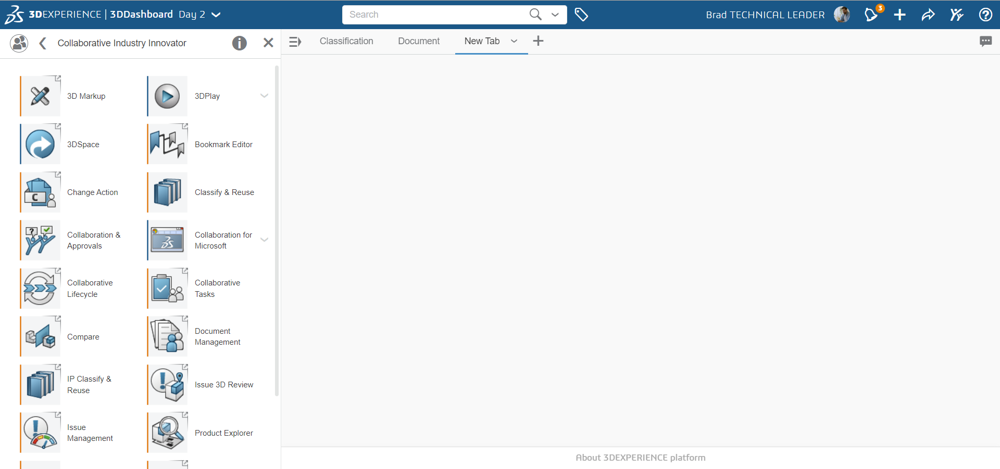 3DEXPERIENCE | 3DDashboard Day 2
Search
Brad TECHNICAL LEADER
3
Collaborative Industry Innovator
Classification
Document
New Tab
3D Markup
3DPlay
3DSpace
Bookmark Editor
C
Change Action
Classify & Reuse
?
Collaboration &
Approvals
Collaboration for
Microsoft
Collaborative
Lifecycle
Collaborative
Tasks
Compare
Document
Management
IP Classify &
Reuse
Issue 3D Review
Issue
Management
Product Explorer
About 3DEXPERIENCE platform